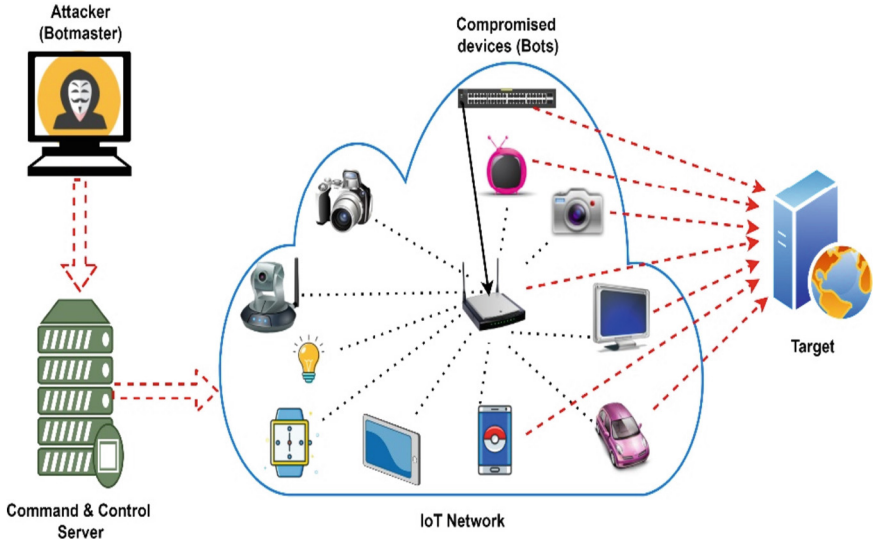 Attacker
(Botmaster)
Compromised
devices (Bots)
Target
Command & Control
Server
IoT Network